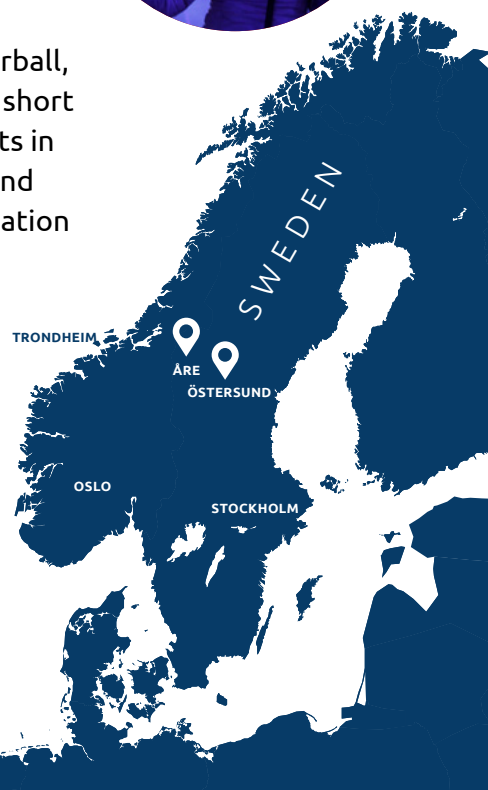 rball,
short
ts in
nd
ation
SWEDEN
TRONDHEIM
ÅRE
ÖSTERSUND
OSLO
STOCKHOLM